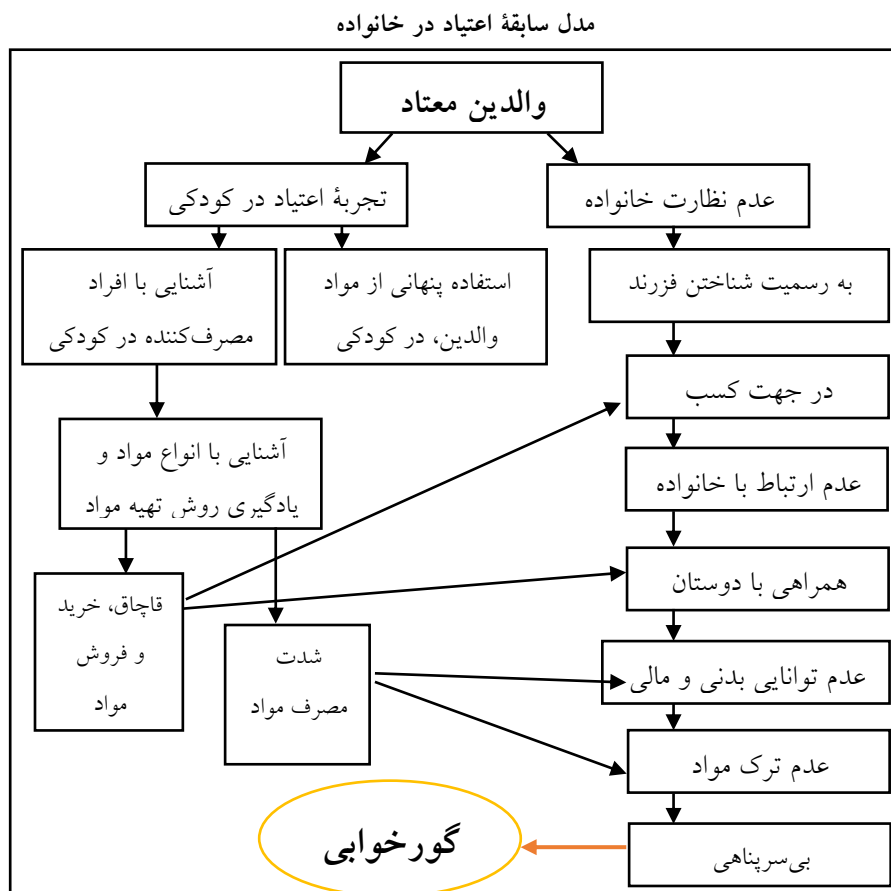 مدل سابقۀ اعتیاد در خانواده
والدین معتاد
عدم نظارت خانواده
تجربۀ اعتیاد در کودکی
به رسمیت شناختن فزرند
استفاده پنهانی از مواد
والدین، در کودکی
آشنایی با افراد
مصرف‌کننده در کودکی
در جهت کسب
آشنایی با انواع مواد و
یادگیری روش تهیه مواد
عدم ارتباط با خانواده
همراهی با دوستان
قاچاق، خرید
و فروش
مواد
شدت
مصرف مواد
عدم توانایی بدنی و مالی
عدم ترک مواد
بی‌سرپناهی
گورخوابی